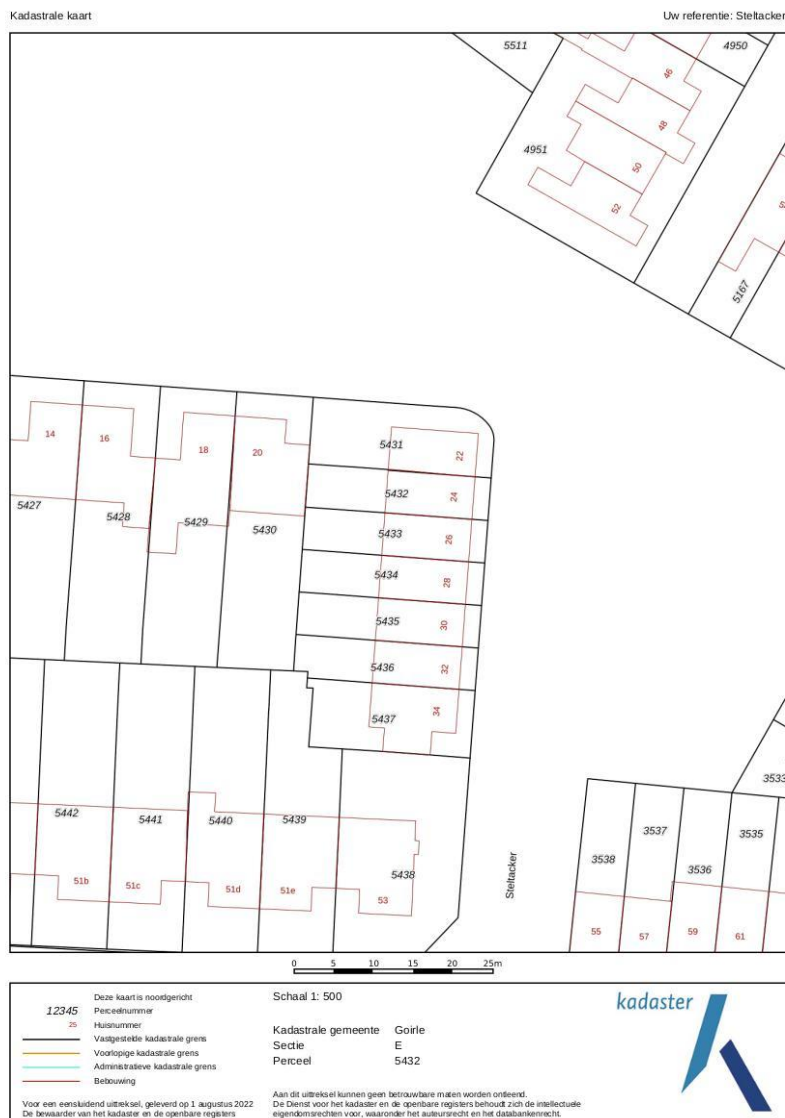 Kadastrale kaart
Uw referentie: Steltacker
5511
4950
46
48
4951
50
52
5167
14
16
18
20
5431
22
5432
24
5427
5428
5429
5430
5433
26
5434
28
5435
30
5436
32
5437
34
3533
5442
5441
5440
5439
5438
Steltacker
3538
3537
3536
3535
51b
51c
51d
51e
53
55
57
59
61
0 5 10 15 20 25m
Deze kaart is noordgericht
12345 Perceelnummer
25 Huisnummer
Vastgestelde kadastrale grens
Voorlopige kadastrale grens
Administratieve kadastrale grens
Bebouwing
Voor een eensluidend uittreksel, geleverd op 1 augustus 2022
De bewaarder van het kadaster en de openbare registers
Schaal 1: 500
Kadastrale gemeente Goirle
Sectie E
Perceel 5432
Aan dit uittreksel kunnen geen betrouwbare maten worden ontleend.
De Dienst voor het kadaster en de openbare registers behoudt zich de intellectuele
eigendomsrechten voor, waaronder het auteursrecht en het databankenrecht.
kadaster